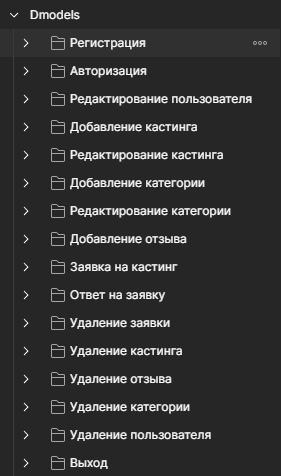 Dmodels
Регистрация
Авторизация
Редактирование пользователя
Добавление кастинга
Редактирование кастинга
Добавление категории
Редактирование категории
Добавление отзыва
Заявка на кастинг
Ответ на заявку
Удаление заявки
Удаление кастинга
Удаление отзыва
Удаление категории
Удаление пользователя
Выход